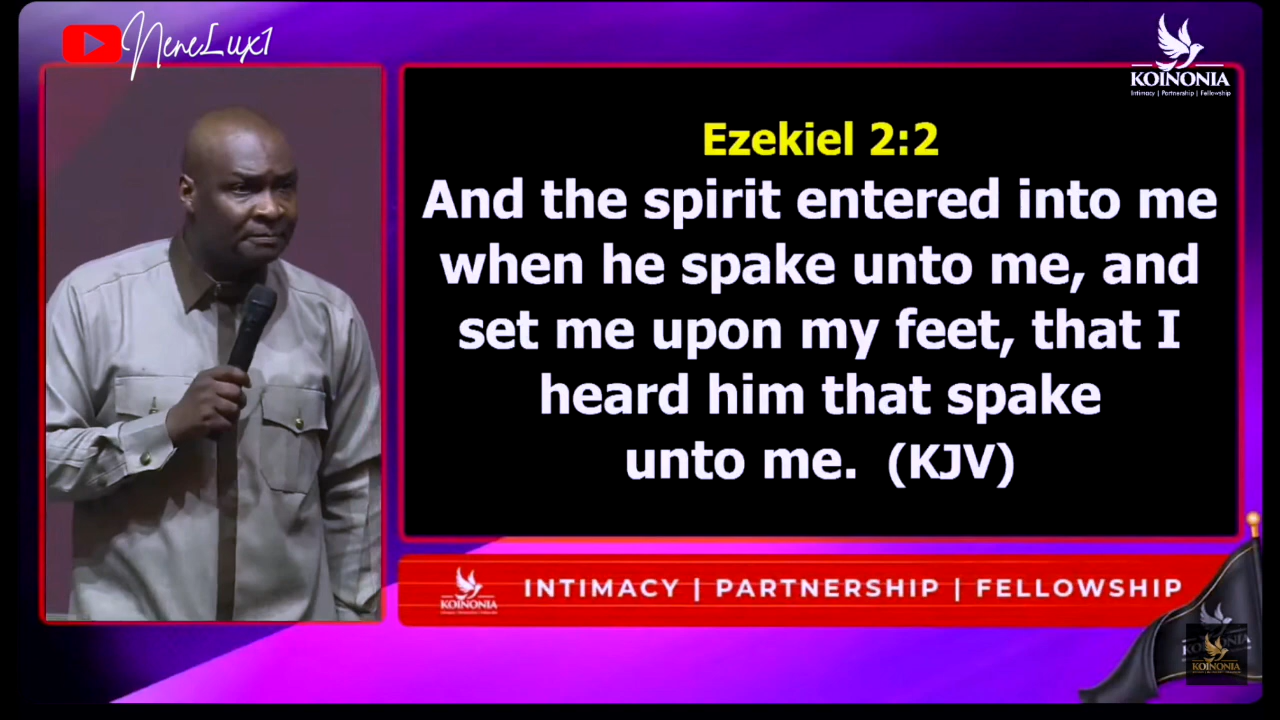 NeneLux1
KOINONIA
Intimacy | Partnership | Fellowship
Ezekiel 2:2
And the spirit entered into me
when he spake unto me, and
set me upon my feet, that I
heard him that spake
unto me. (KJV)
KOINONIA
INTIMACY | PARTNERSHIP | FELLOWSHIP
KOINONIA
KOINONIA